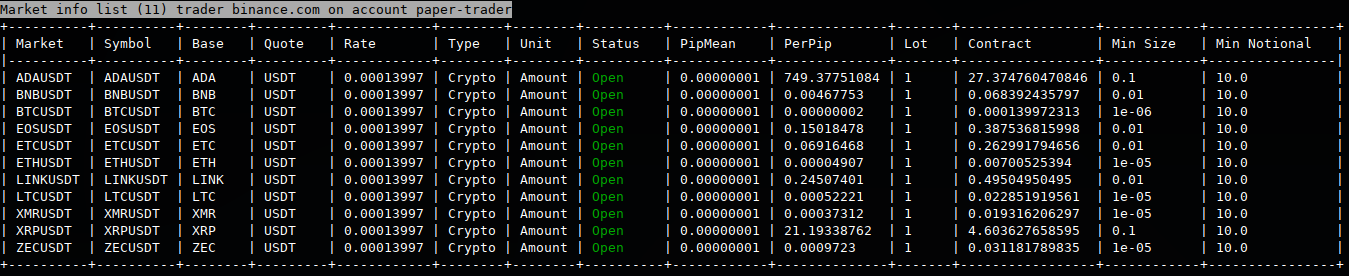 Market info list (11) trader binance.com on account paper-trader
+----------+----------+--------+---------+------------+--------+--------+----------+------------+--------------+------+-----------------+------------+----------------+
| Market   | Symbol   | Base   | Quote   | Rate       | Type   | Unit   | Status   | PipMean    | PerPip       | Lot  | Contract        | Min Size   | Min Notional   |
|----------+----------+--------+---------+------------+--------+--------+----------+------------+--------------+------+-----------------+------------+----------------+
| ADAUSDT  | ADAUSDT  | ADA    | USDT    | 0.00013997 | Crypto | Amount | Open     | 0.00000001 | 749.37751084 | 1    | 27.374760470846 | 0.1        | 10.0           |
| BNBUSDT  | BNBUSDT  | BNB    | USDT    | 0.00013997 | Crypto | Amount | Open     | 0.00000001 | 0.00467753   | 1    | 0.068392435797  | 0.01       | 10.0           |
| BTCUSDT  | BTCUSDT  | BTC    | USDT    | 0.00013997 | Crypto | Amount | Open     | 0.00000001 | 0.00000002   | 1    | 0.000139972313  | 1e-06      | 10.0           |
| EOSUSDT  | EOSUSDT  | EOS    | USDT    | 0.00013997 | Crypto | Amount | Open     | 0.00000001 | 0.15018478   | 1    | 0.387536815998  | 0.01       | 10.0           |
| ETCUSDT  | ETCUSDT  | ETC    | USDT    | 0.00013997 | Crypto | Amount | Open     | 0.00000001 | 0.06916468   | 1    | 0.262991794656  | 0.01       | 10.0           |
| ETHUSDT  | ETHUSDT  | ETH    | USDT    | 0.00013997 | Crypto | Amount | Open     | 0.00000001 | 0.00004907   | 1    | 0.00700525394   | 1e-05      | 10.0           |
| LINKUSDT | LINKUSDT | LINK   | USDT    | 0.00013997 | Crypto | Amount | Open     | 0.00000001 | 0.24507401   | 1    | 0.49504950495   | 0.01       | 10.0           |
| LTCUSDT  | LTCUSDT  | LTC    | USDT    | 0.00013997 | Crypto | Amount | Open     | 0.00000001 | 0.00052221   | 1    | 0.022851919561  | 1e-05      | 10.0           |
| XMRUSDT  | XMRUSDT  | XMR    | USDT    | 0.00013997 | Crypto | Amount | Open     | 0.00000001 | 0.00037312   | 1    | 0.019316206297  | 1e-05      | 10.0           |
| XRPUSDT  | XRPUSDT  | XRP    | USDT    | 0.00013997 | Crypto | Amount | Open     | 0.00000001 | 21.19338762  | 1    | 4.603627658595  | 0.1        | 10.0           |
| ZECUSDT  | ZECUSDT  | ZEC    | USDT    | 0.00013997 | Crypto | Amount | Open     | 0.00000001 | 0.0009723    | 1    | 0.031181789835  | 1e-05      | 10.0           |
+----------+----------+--------+---------+------------+--------+--------+----------+------------+--------------+------+-----------------+------------+----------------+